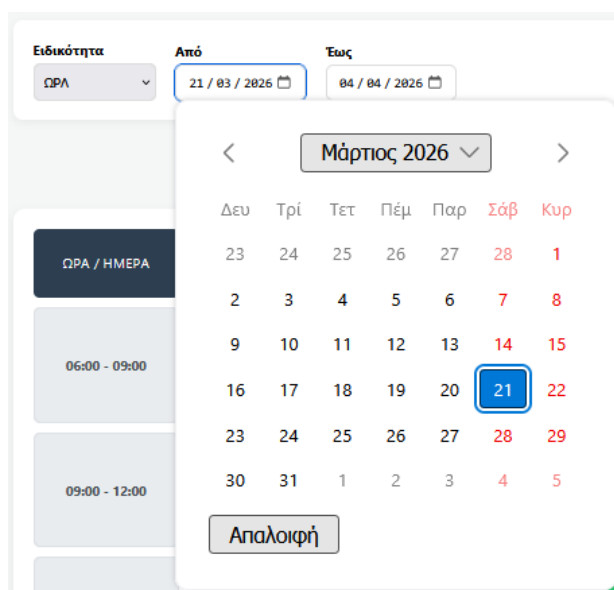 Ειδικότητα Από Έως
ΩΡΛ 21 / 03 / 2026 04 / 04 / 2026
Μάρτιος 2026
Δευ Τρί Τετ Πέμ Παρ Σάβ Κυρ
23 24 25 26 27 28 1
2 3 4 5 6 7 8
9 10 11 12 13 14 15
16 17 18 19 20 21 22
23 24 25 26 27 28 29
30 31 1 2 3 4 5
Απαλοιφή
ΩΡΑ / ΗΜΕΡΑ
06:00 - 09:00
09:00 - 12:00